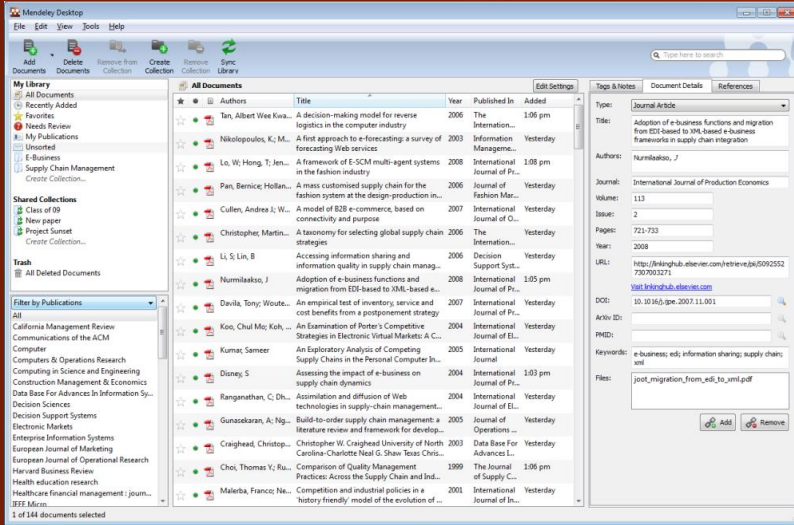 Mendeley Desktop
File Edit View Tools Help
Add Documents
Delete Documents
Remove from Collection
Create Collection
Remove Collection
Sync Library
Type here to search
My Library
All Documents
Recently Added
Favorites
Needs Review
My Publications
Unsorted
E-Business
Supply Chain Management
Create Collection...
Shared Collections
Class of 09
New paper
Project Sunset
Create Collection...
Trash
All Deleted Documents
Filter by Publications
All
California Management Review
Communications of the ACM
Computer
Computers & Operations Research
Computing in Science and Engineering
Construction Management & Economics
Data Base For Advances In Information Sy...
Decision Sciences
Decision Support Systems
Electronic Markets
Enterprise Information Systems
European Journal of Marketing
European Journal of Operational Research
Harvard Business Review
Health education research
Healthcare financial management : journ...
IEEE Micro
1 of 144 documents selected
All Documents
Edit Settings
Authors Title Year Published In Added
Tan, Albert Wee Kwa... A decision-making model for reverse 2006 The 1:06 pm
logistics in the computer industry Internation...
Nikolopoulos, K.; M... A first approach to e-forecasting: a survey of 2003 Information Yesterday
forecasting Web services Manageme...
Lo, W; Hong, T; Jen... A framework of E-SCM multi-agent systems 2008 International 1:08 pm
in the fashion industry Journal of Pr...
Pan, Bernice; Hollan... A mass customised supply chain for the 2006 Journal of Yesterday
fashion system at the design-production in... Fashion Mar...
Cullen, Andrea J; W... A model of B2B e-commerce, based on 2007 International Yesterday
connectivity and purpose Journal of O...
Christopher, Martin... A taxonomy for selecting global supply chain 2006 The Yesterday
strategies Internation...
Li, S; Lin, B Accessing information sharing and 2006 Decision Yesterday
information quality in supply chain manag... Support Syst...
Nurmilaakso, J Adoption of e-business functions and 2008 International 1:05 pm
migration from EDI-based to XML-based e... Journal of Pr...
Davila, Tony; Woute... An empirical test of inventory, service and 2007 International Yesterday
cost benefits from a postponement strategy Journal of Pr...
Koo, Chul Mo; Koh, ... An Examination of Porter's Competitive 2004 International Yesterday
Strategies in Electronic Virtual Markets: A C... Journal of El...
Kumar, Sameer An Exploratory Analysis of Competing 2005 International Yesterday
Supply Chains in the Personal Computer In... Journal
Disney, S Assessing the impact of e-business on 2004 International 1:03 pm
supply chain dynamics Journal of Pr...
Ranganathan, C; Dh... Assimilation and diffusion of Web 2004 International Yesterday
technologies in supply-chain management... Journal of El...
Gunasekaran, A; Ng... Build-to-order supply chain management: a 2005 Journal of Yesterday
literature review and framework for develop... Operations ...
Craighead, Christop... Christopher W. Craighead University of North 2003 Data Base For Yesterday
Carolina-Charlotte Neal G. Shaw Texas Chris... Advances I...
Choi, Thomas Y.; Ru... Comparison of Quality Management 1999 The Journal 1:06 pm
Practices: Across the Supply Chain and Ind... of Supply C...
Malerba, Franco; Ne... Competition and industrial policies in a 2001 International Yesterday
'history friendly' model of the evolution of ... Journal of In...
Tags & Notes Document Details References
Type: Journal Article
Title: Adoption of e-business functions and migration
from EDI-based to XML-based e-business
frameworks in supply chain integration
Authors: Nurmilaakso, J
Journal: International Journal of Production Economics
Volume: 113
Issue: 2
Pages: 721-733
Year: 2008
URL: http://linkinghub.elsevier.com/retrieve/pii/S092552
7307003271
Visit linkinghub.elsevier.com
DOI: 10.1016/j.ijpe.2007.11.001
ArXiv ID:
PMID:
Keywords: e-business; edi; information sharing; supply chain;
xml
Files: joot_migration_from_edi_to_xml.pdf
Add Remove